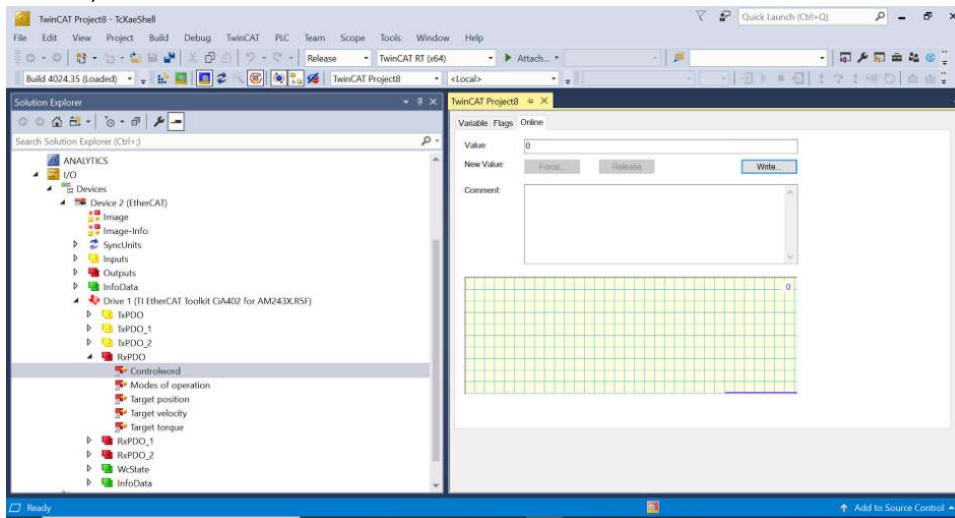 TwinCAT Project8 - TcXaeShell
Quick Launch (Ctrl+Q)
File Edit View Project Build Debug TwinCAT PLC Team Scope Tools Window Help
Release TwinCAT RT (x64) Attach...
Build 4024.35 (Loaded) TwinCAT Project8 <Local>
Solution Explorer
Search Solution Explorer (Ctrl+;)
ANALYTICS
I/O
Devices
Device 2 (EtherCAT)
Image
Image-Info
SyncUnits
Inputs
Outputs
InfoData
Drive 1 (TI EtherCAT Toolkit CiA402 for AM243X.R5F)
TxPDO
TxPDO_1
TxPDO_2
RxPDO
Controlword
Modes of operation
Target position
Target velocity
Target torque
RxPDO_1
RxPDO_2
WcState
InfoData
TwinCAT Project8
Variable Flags Online
Value: 0
New Value: Force... Release Write...
Comment:
0
Ready
Add to Source Control